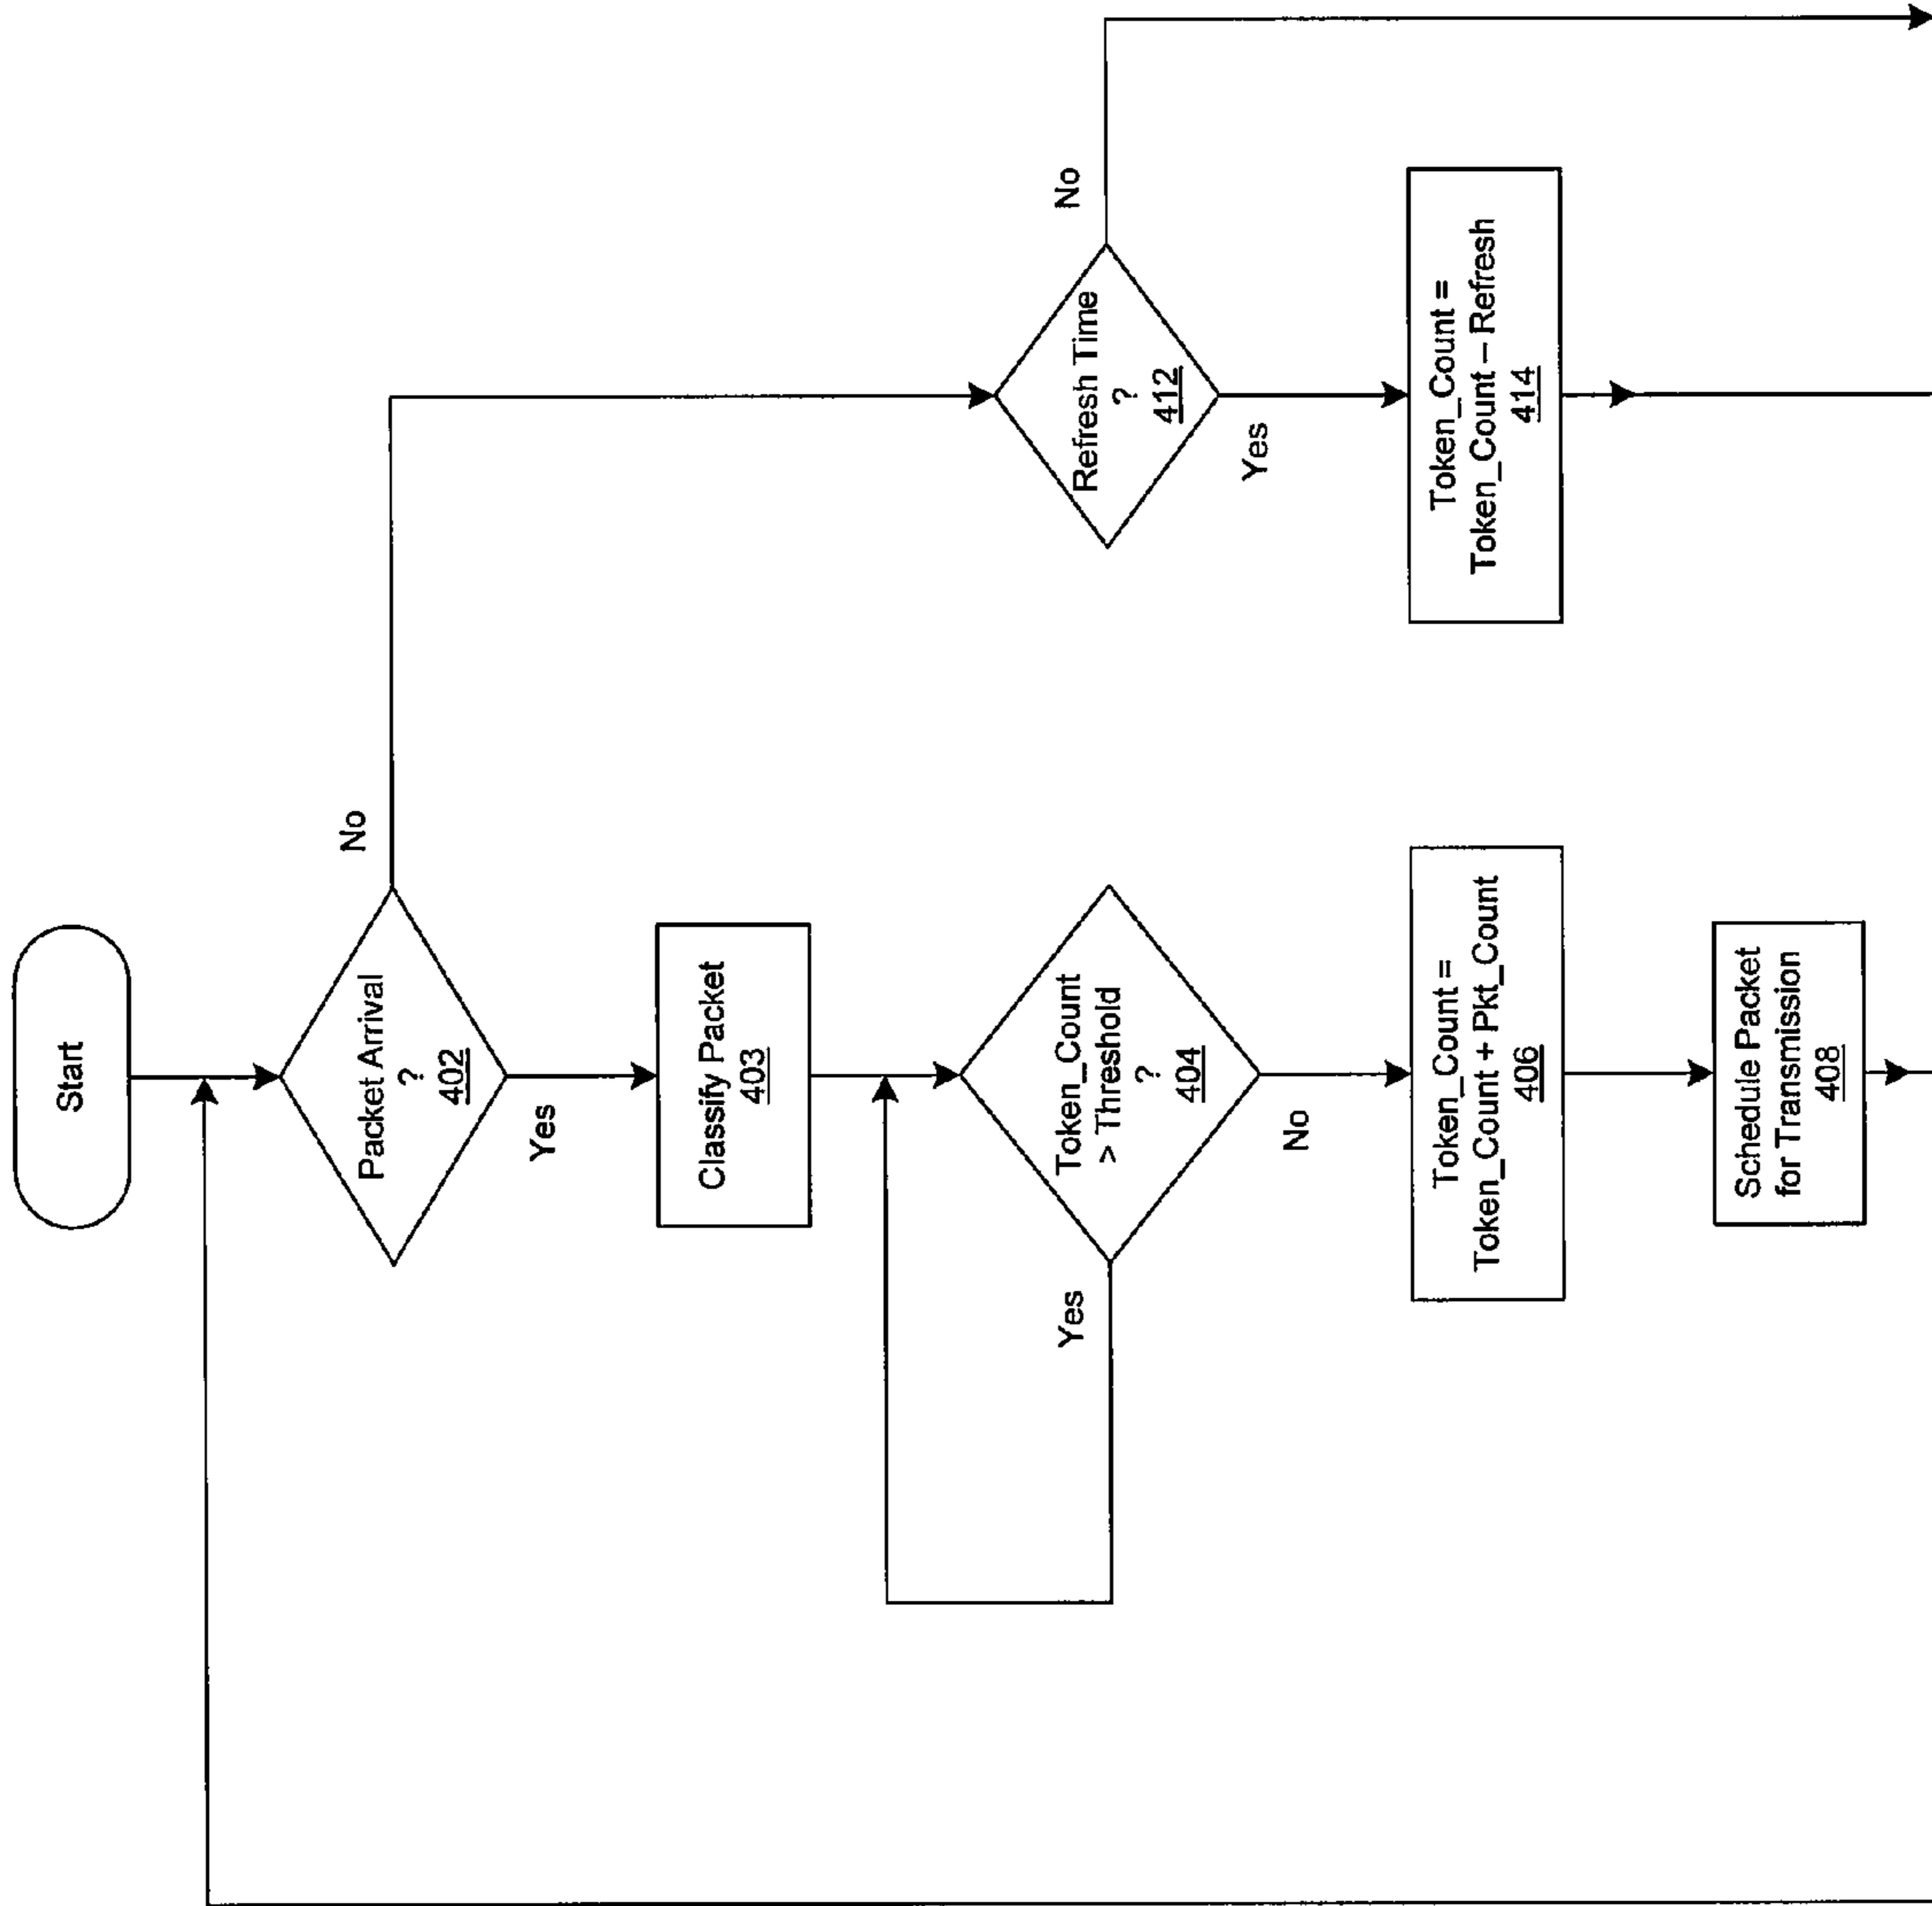 Start
Packet Arrival
?
402
No
Yes
Classify Packet
403
Token_Count
> Threshold
?
404
Yes
No
Token_Count =
Token_Count + Pkt_Count
406
Schedule Packet
for Transmission
408
Refresh Time
?
412
No
Yes
Token_Count =
Token_Count – Refresh
414